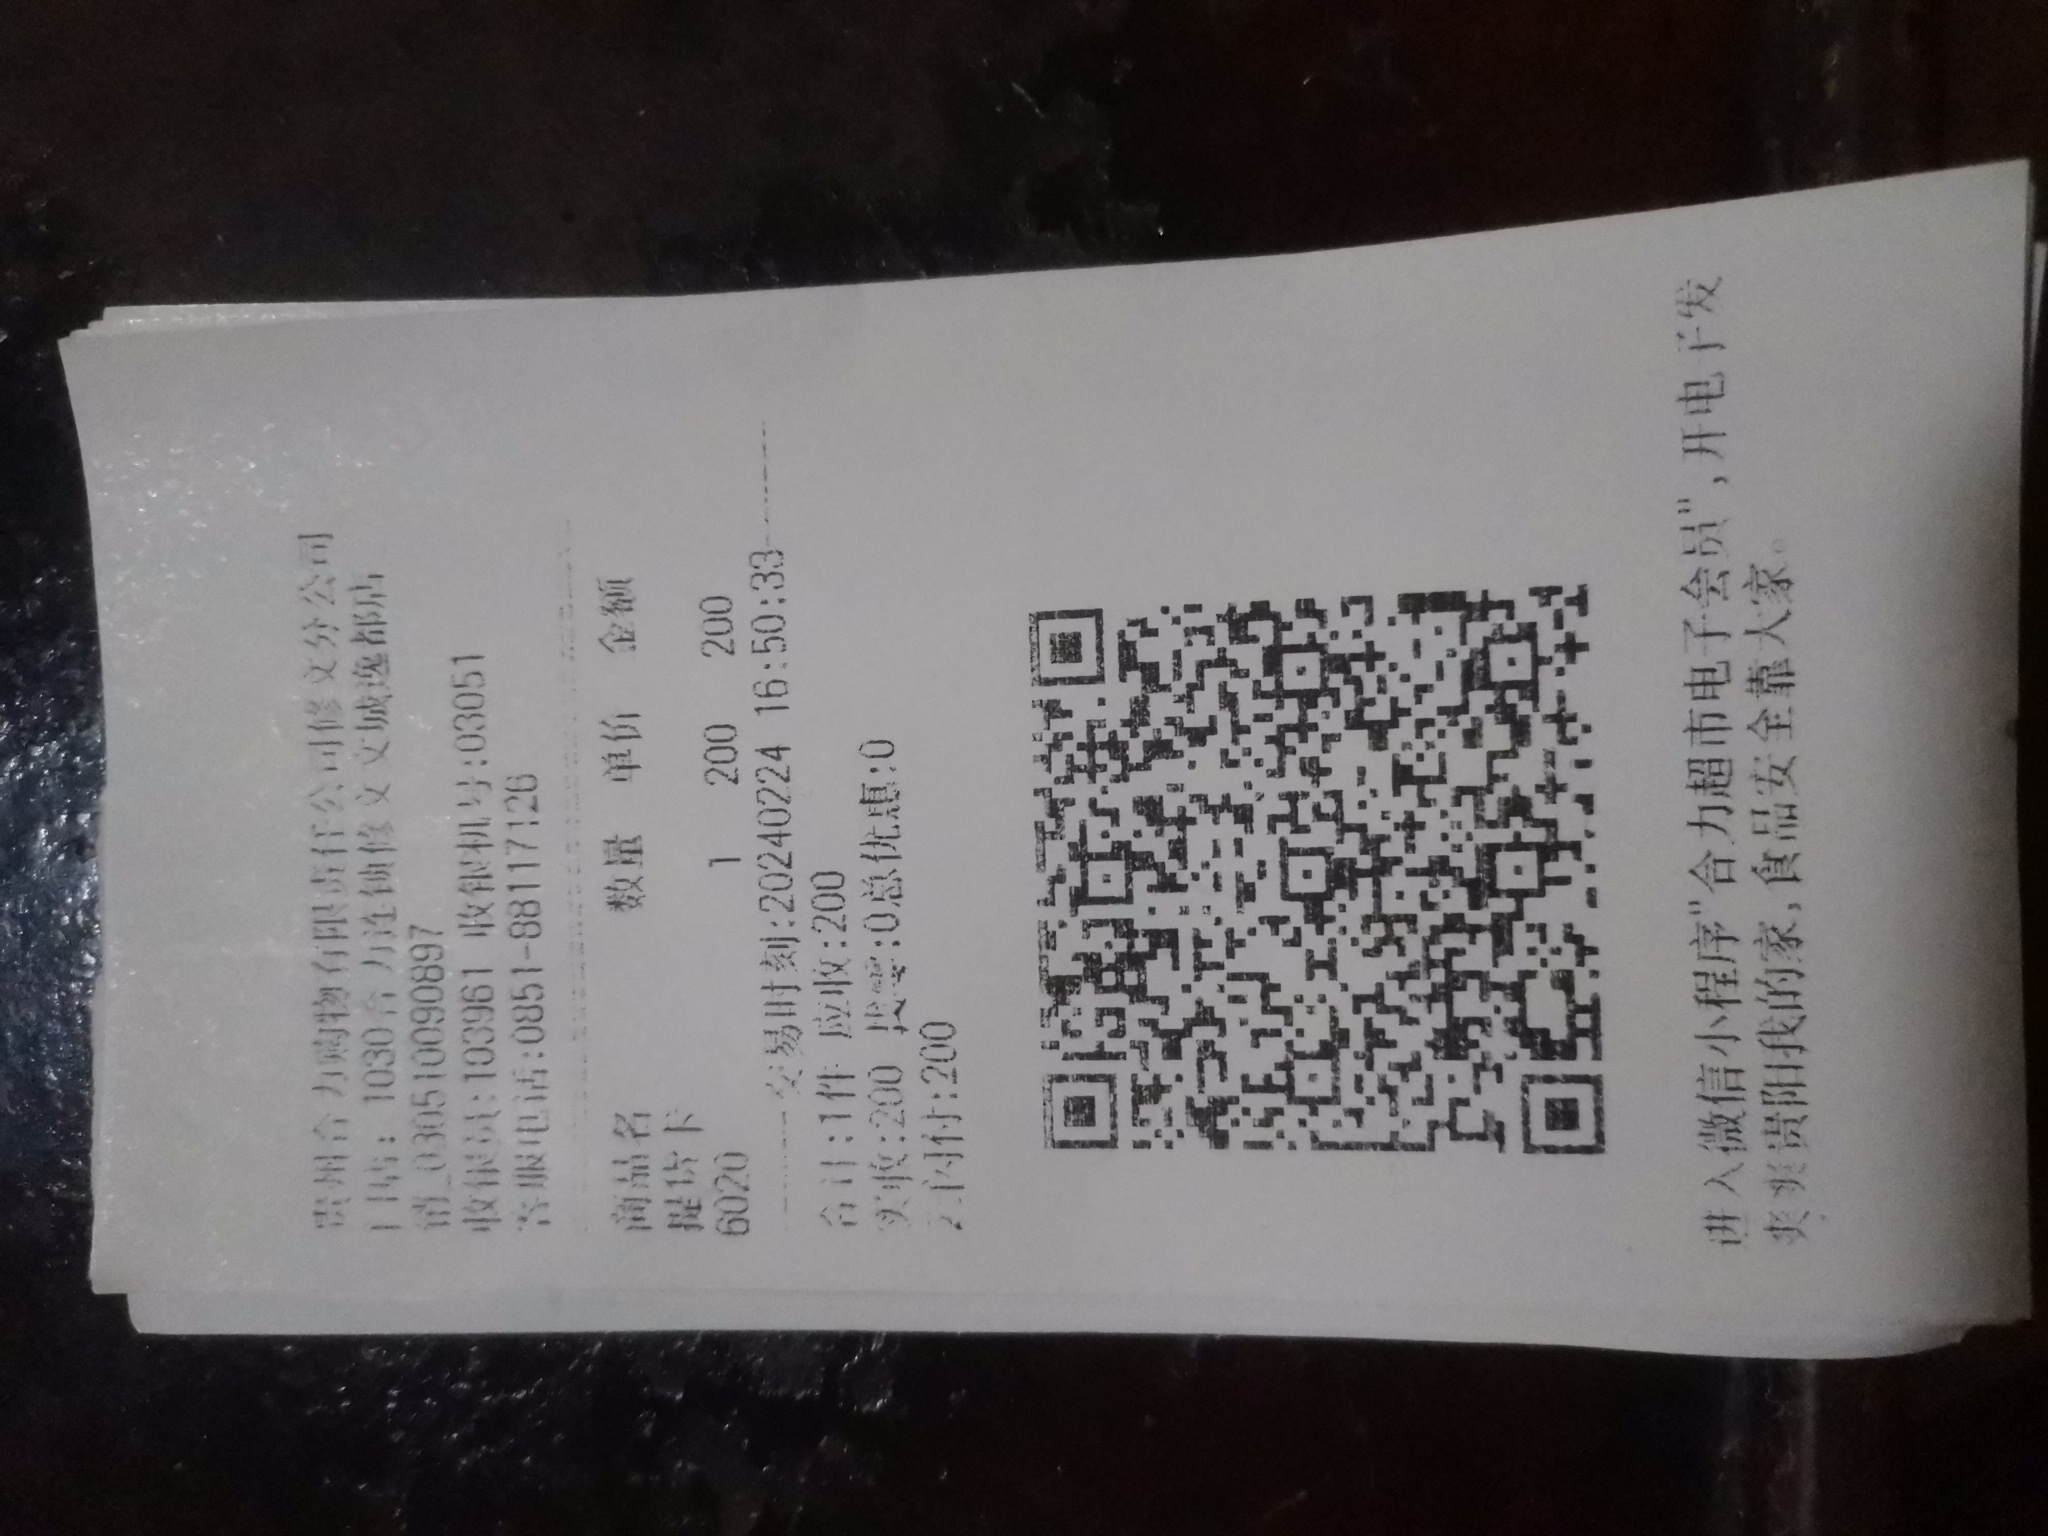 贵州合力购物有限责任公司修文分公司
门店: 1030合力连锁修文文城逸都店
销_030510090897
收银员:103961 收银机号:03051
客服电话:0851-88117126
商品名 数量 单价 金额
提货卡
6020 1 200 200
-----交易时刻:20240224 16:50:33------
合计:1件 应收:200
实收:200 找零:0总优惠:0
付:200
进入微信小程序"合力超市电子会员",开电子发
爽爽贵阳我的家,食品安全靠大家。